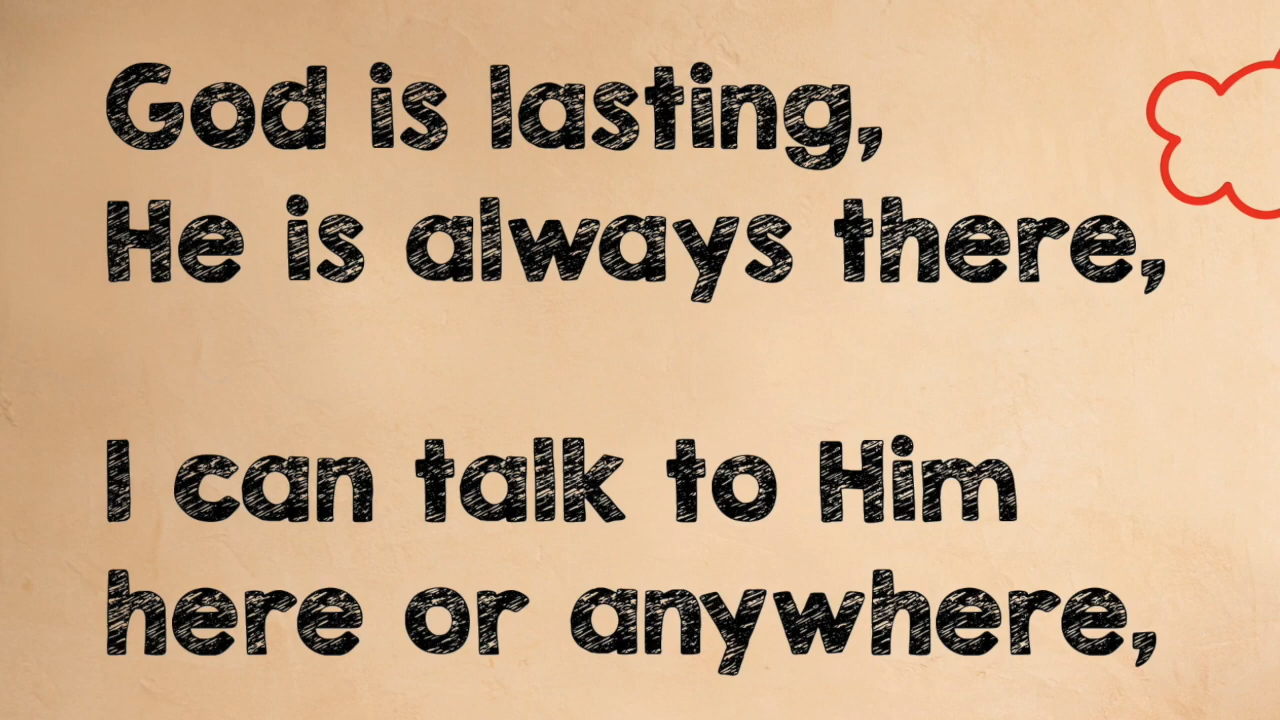 God is lasting,
He is always there,
I can talk to Him
here or anywhere,